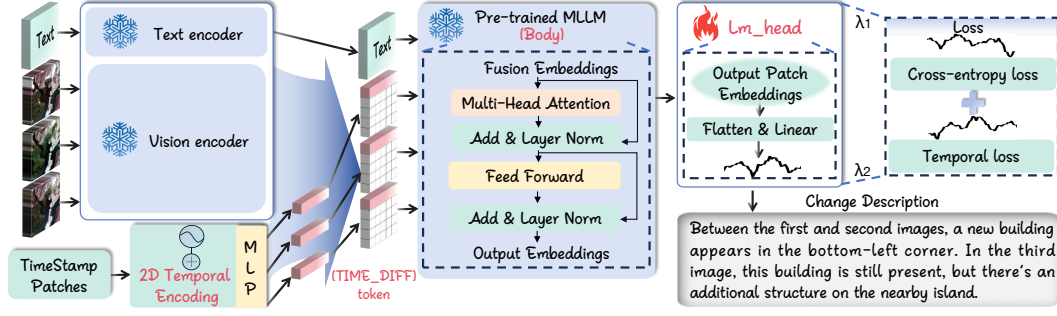 Text
Text encoder
Vision encoder
TimeStamp
Patches
2D Temporal
Encoding
M
L
P
Text
(TIME_DIFF)
token
Pre-trained MLLM
(Body)
Fusion Embeddings
Multi-Head Attention
Add & Layer Norm
Feed Forward
Add & Layer Norm
Output Embeddings
Lm_head
Output Patch
Embeddings
Flatten & Linear
λ1
λ2
Loss
Cross-entropy loss
Temporal loss
Change Description
Between the first and second images, a new building
appears in the bottom-left corner. In the third
image, this building is still present, but there's an
additional structure on the nearby island.